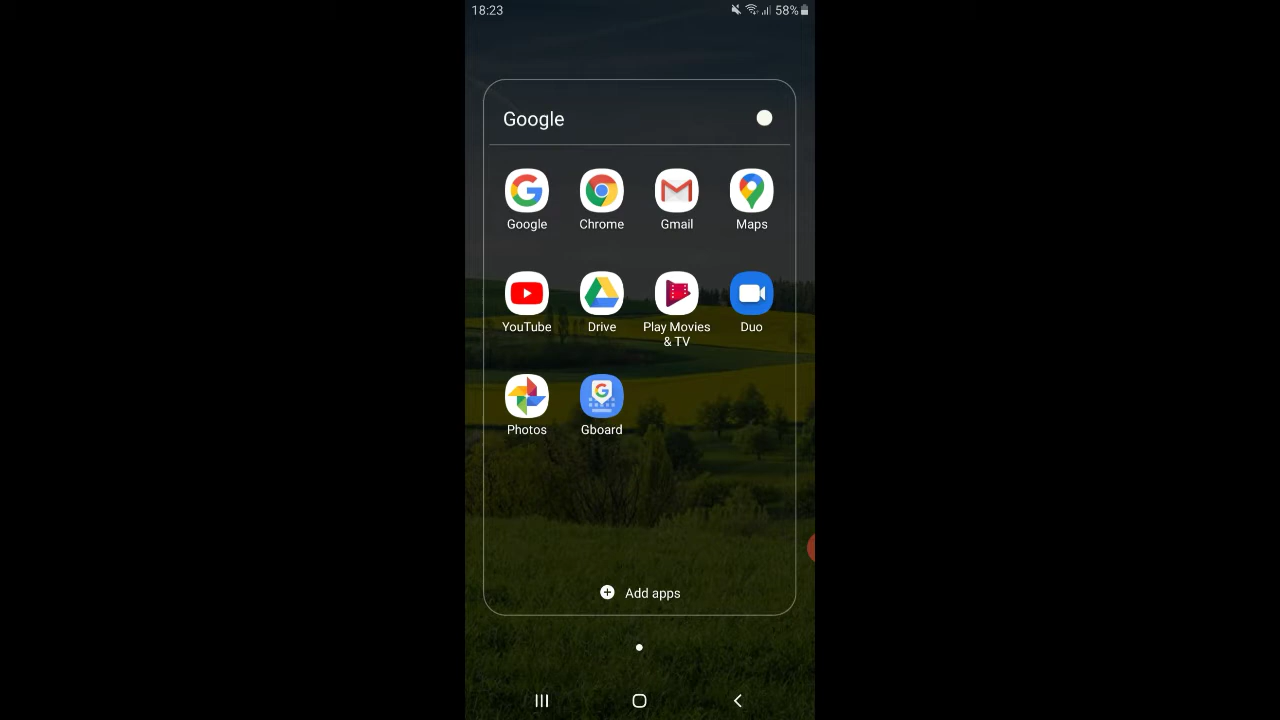 18:23
58%
Google
Google
Chrome
Gmail
Maps
YouTube
Drive
Play Movies
& TV
Duo
Photos
Gboard
Add apps